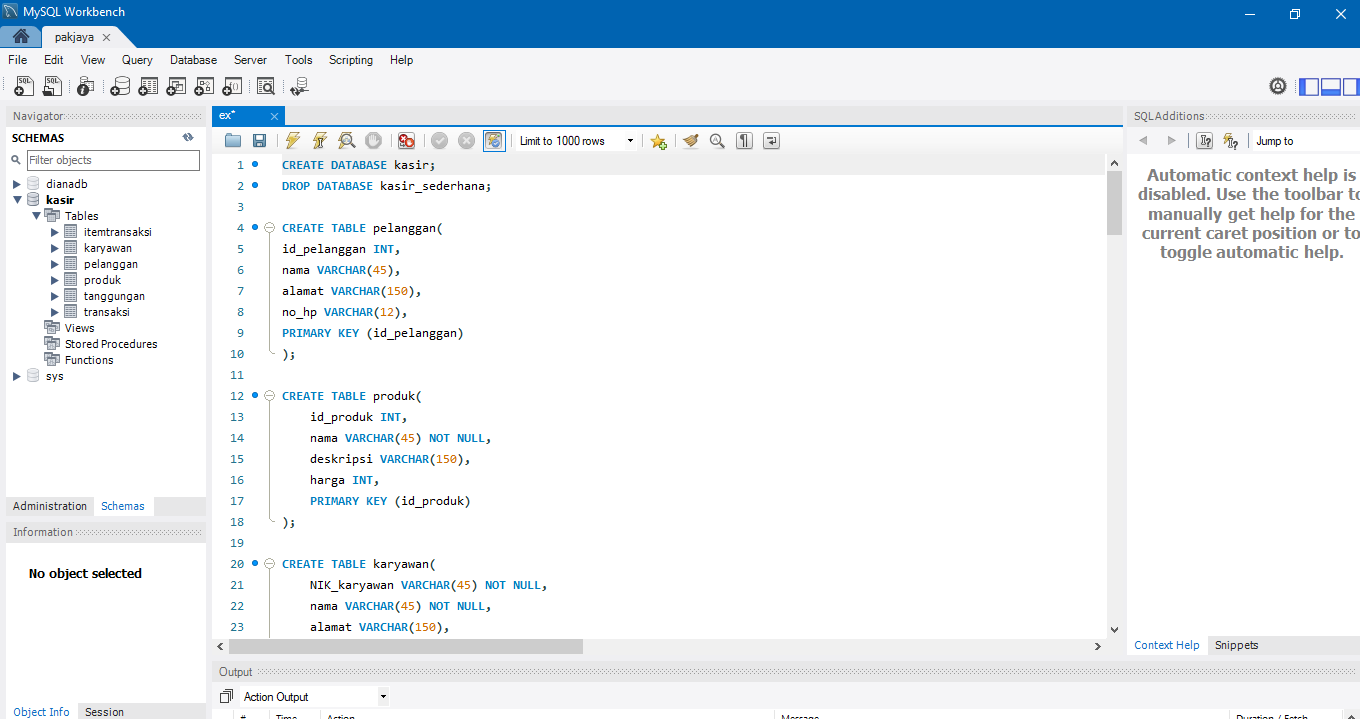 MySQL Workbench
pakjaya
File Edit View Query Database Server Tools Scripting Help
Navigator
SCHEMAS
Filter objects
dianadb
kasir
Tables
itemtransaksi
karyawan
pelanggan
produk
tanggungan
transaksi
Views
Stored Procedures
Functions
sys
Administration Schemas
Information
No object selected
Object Info Session
ex*
Limit to 1000 rows
1 CREATE DATABASE kasir;
2 DROP DATABASE kasir_sederhana;
3
4 CREATE TABLE pelanggan(
5 id_pelanggan INT,
6 nama VARCHAR(45),
7 alamat VARCHAR(150),
8 no_hp VARCHAR(12),
9 PRIMARY KEY (id_pelanggan)
10 );
11
12 CREATE TABLE produk(
13 id_produk INT,
14 nama VARCHAR(45) NOT NULL,
15 deskripsi VARCHAR(150),
16 harga INT,
17 PRIMARY KEY (id_produk)
18 );
19
20 CREATE TABLE karyawan(
21 NIK_karyawan VARCHAR(45) NOT NULL,
22 nama VARCHAR(45) NOT NULL,
23 alamat VARCHAR(150),
Output
Action Output
# Time Action Message Duration / Fetch
SQLAdditions
Jump to
Automatic context help is
disabled. Use the toolbar to
manually get help for the
current caret position or to
toggle automatic help.
Context Help Snippets